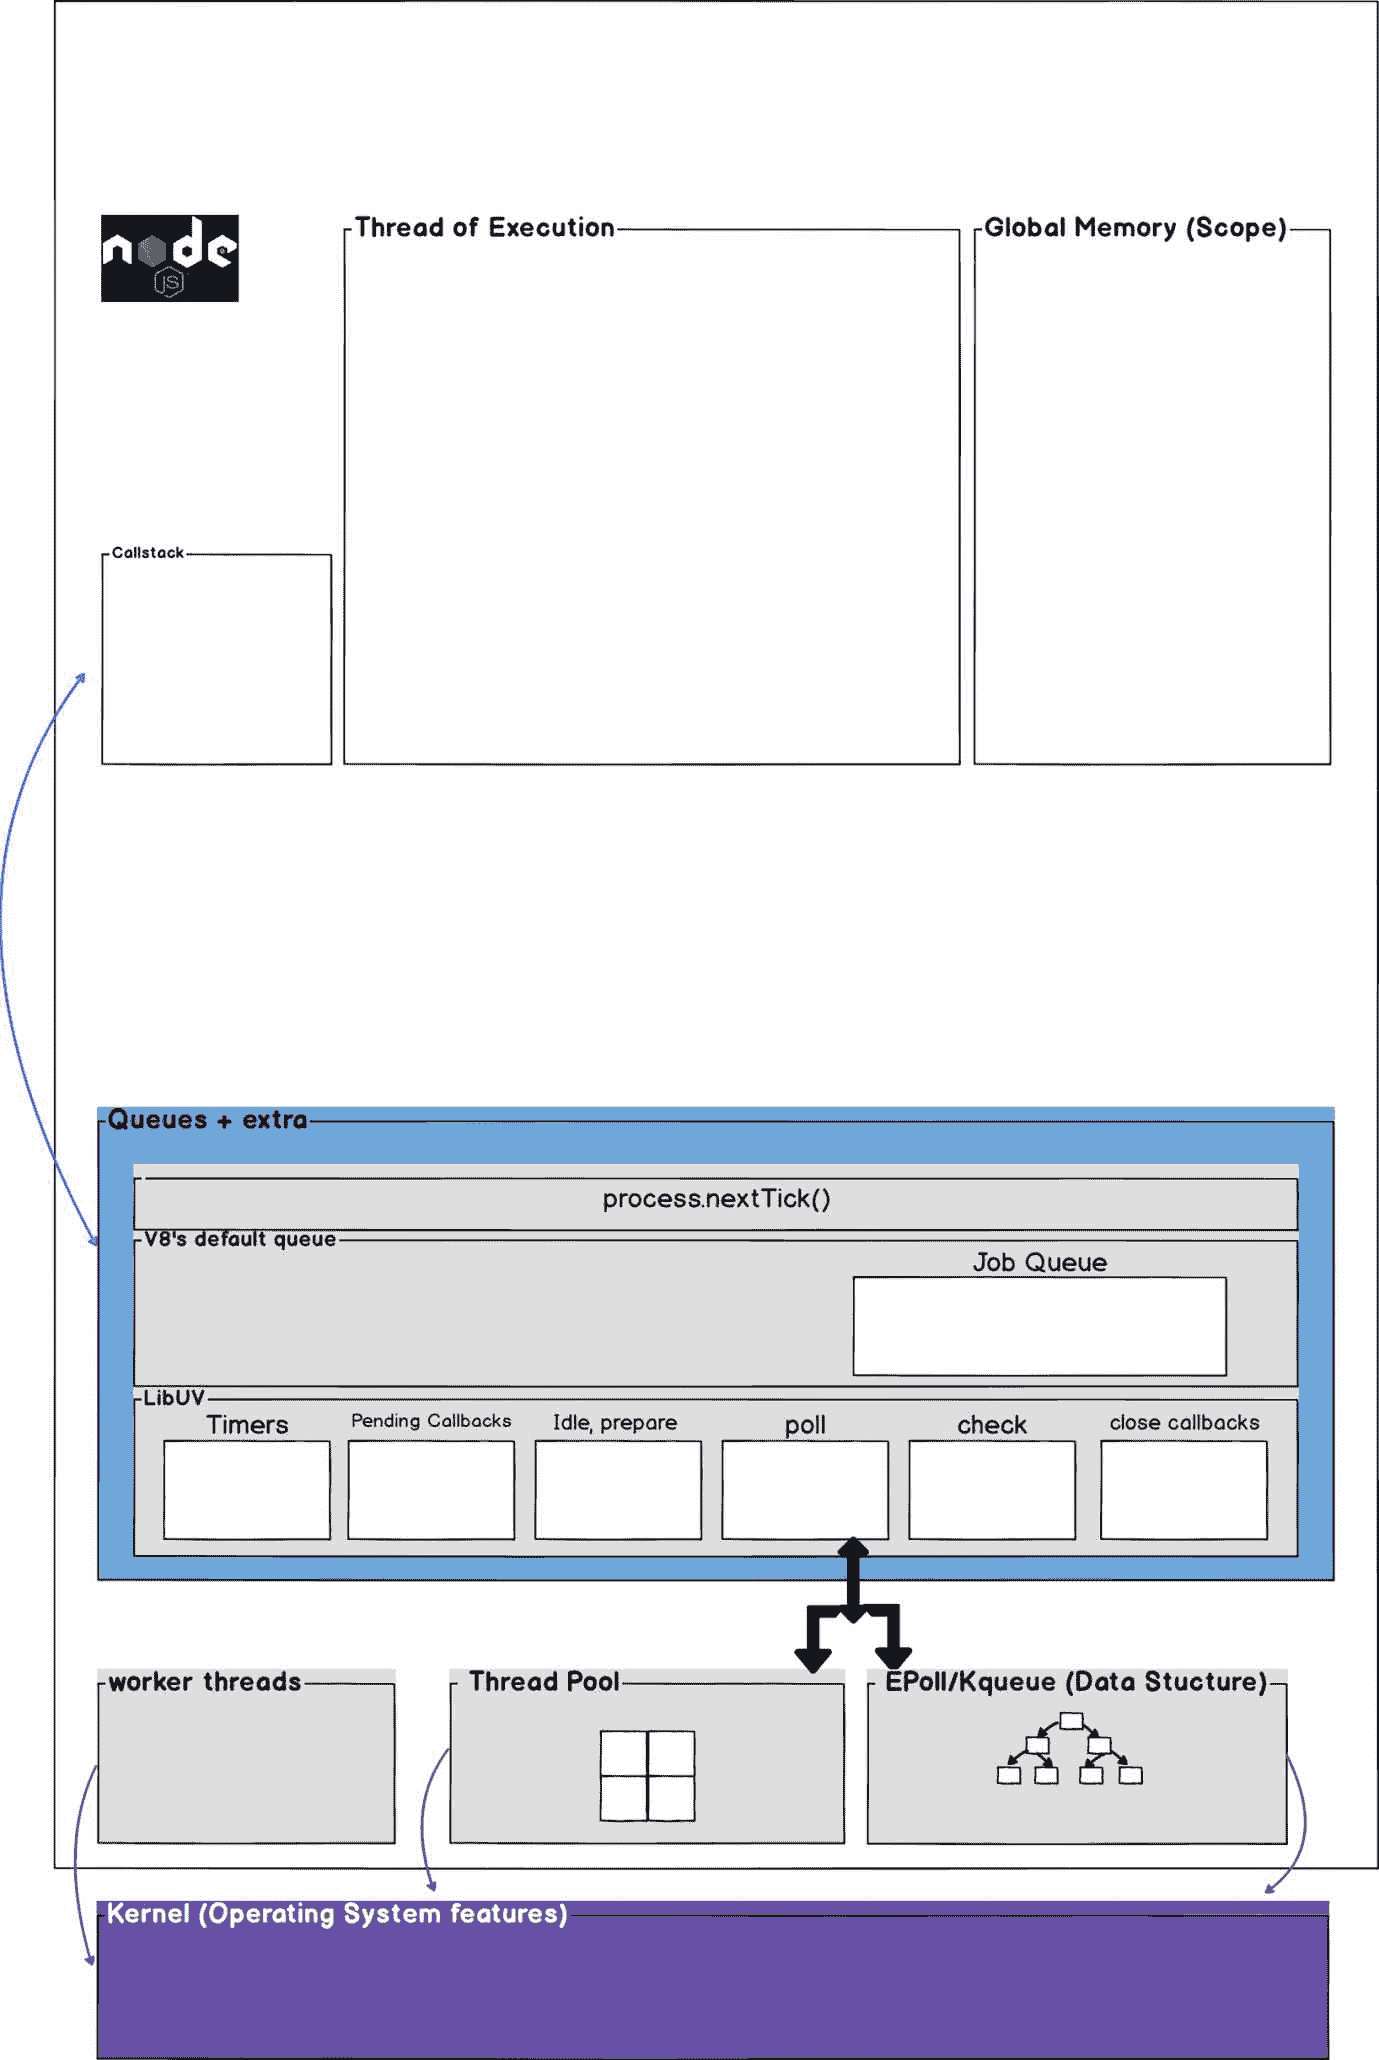 node
JS
Thread of Execution
Global Memory (Scope)
Callstack
Queues + extra
process.nextTick()
V8's default queue
Job Queue
LibUV
Timers
Pending Callbacks
Idle, prepare
poll
check
close callbacks
worker threads
Thread Pool
EPoll/Kqueue (Data Stucture)
Kernel (Operating System features)